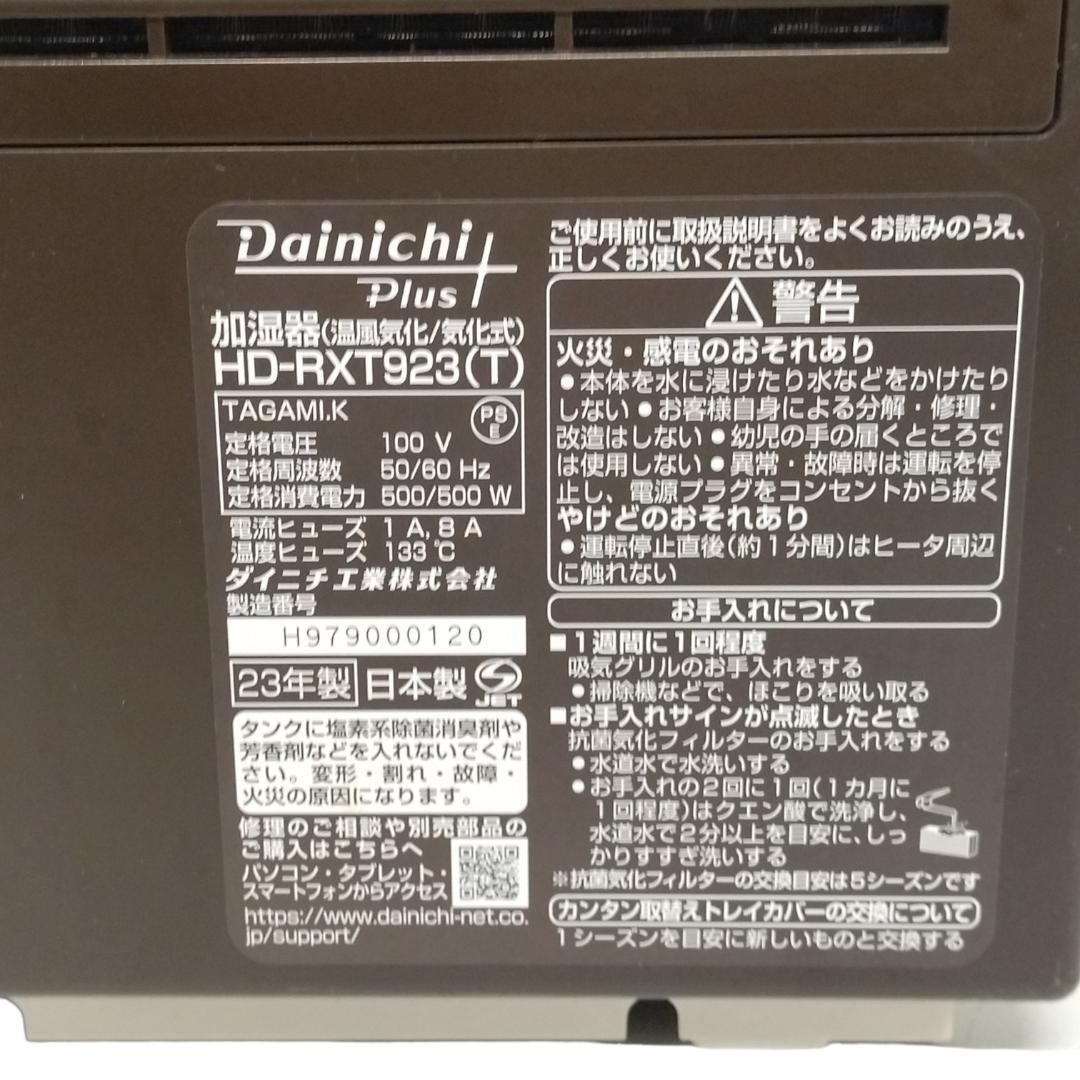 Dainichi
Plus
加湿器(温風気化/気化式)
HD-RXT923(T)
TAGAMI.K
PS
E
定格電圧 100 V
定格周波数 50/60 Hz
定格消費電力 500/500 W
電流ヒューズ 1 A, 8 A
温度ヒューズ 133 ℃
ダイニチ工業株式会社
製造番号
H979000120
23年製 日本製
JET
タンクに塩素系除菌消臭剤や
芳香剤などを入れないでくだ
さい。変形・割れ・故障・
火災の原因になります。
修理のご相談や別売部品の
ご購入はこちらへ
パソコン・タブレット・
スマートフォンからアクセス
https://www.dainichi-net.co.
jp/support/
ご使用前に取扱説明書をよくお読みのうえ、
正しくお使いください。
警告
火災・感電のおそれあり
●本体を水に浸けたり水などをかけたり
しない ●お客様自身による分解・修理・
改造はしない ●幼児の手の届くところで
は使用しない ●異常・故障時は運転を停
止し、電源プラグをコンセントから抜く
やけどのおそれあり
●運転停止直後(約1分間)はヒータ周辺
に触れない
お手入れについて
■1週間に1回程度
吸気グリルのお手入れをする
●掃除機などで、ほこりを吸い取る
■お手入れサインが点滅したとき
抗菌気化フィルターのお手入れをする
●水道水で水洗いする
●お手入れの2回に1回(1カ月に
1回程度)はクエン酸で洗浄し、
水道水で2分以上を目安に、しっ
かりすすぎ洗いする
※抗菌気化フィルターの交換目安は5シーズンです
カンタン取替えトレイカバーの交換について
1シーズンを目安に新しいものと交換する